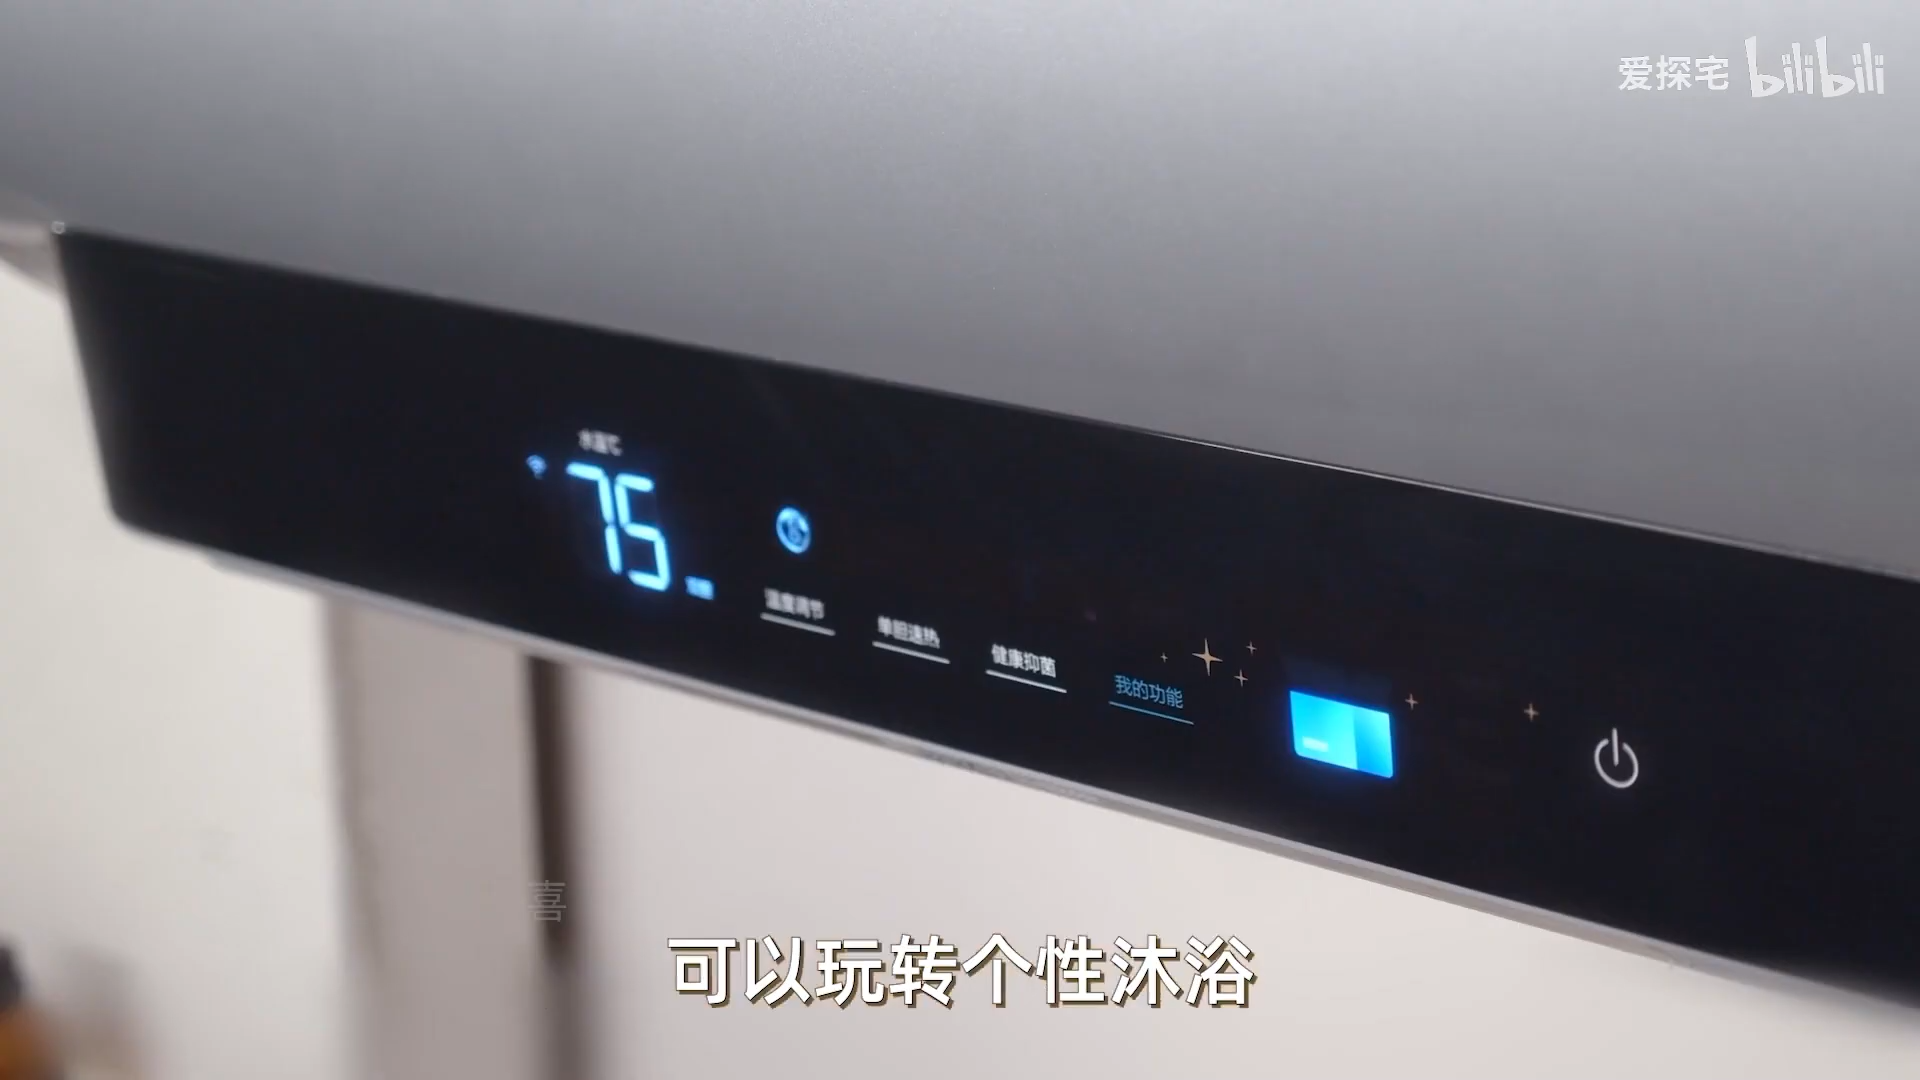 爱探宅 bilibili
水温℃
75
温度调节
单胆速热
健康抑菌
我的功能
喜
可以玩转个性沐浴